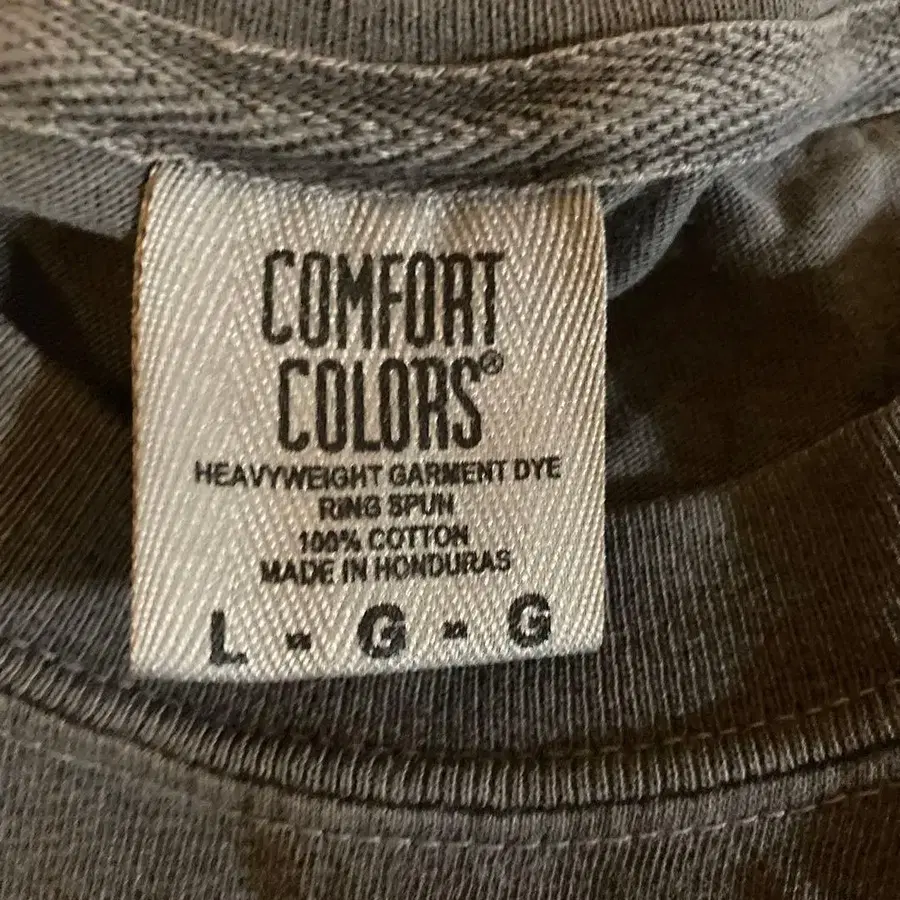 COMFORT
COLORS®
HEAVYWEIGHT GARMENT DYE
RING SPUN
100% COTTON
MADE IN HONDURAS
L - G - G